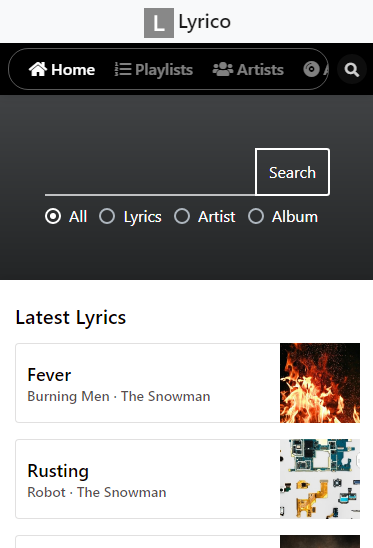 L Lyrico
Home Playlists Artists
Search
All Lyrics Artist Album
Latest Lyrics
Fever
Burning Men · The Snowman
Rusting
Robot · The Snowman